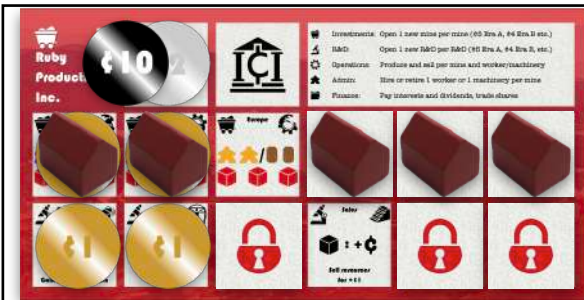 Ruby
Product
Inc.
¢10
2
¢
Investments: Open 1 new mine per mine (¢5 Era A, ¢4 Era B, etc.)
R&D: Open 1 new R&D per R&D (¢5 Era A, ¢4 Era B, etc.)
Operations: Produce and sell per mine and worker/machinery
Admin: Hire or retire 1 worker or 1 machinery per mine
Finance: Pay interests and dividends, trade shares
Europe
/
¢1
¢1
Sales
: +¢
Sell resources
for +¢1